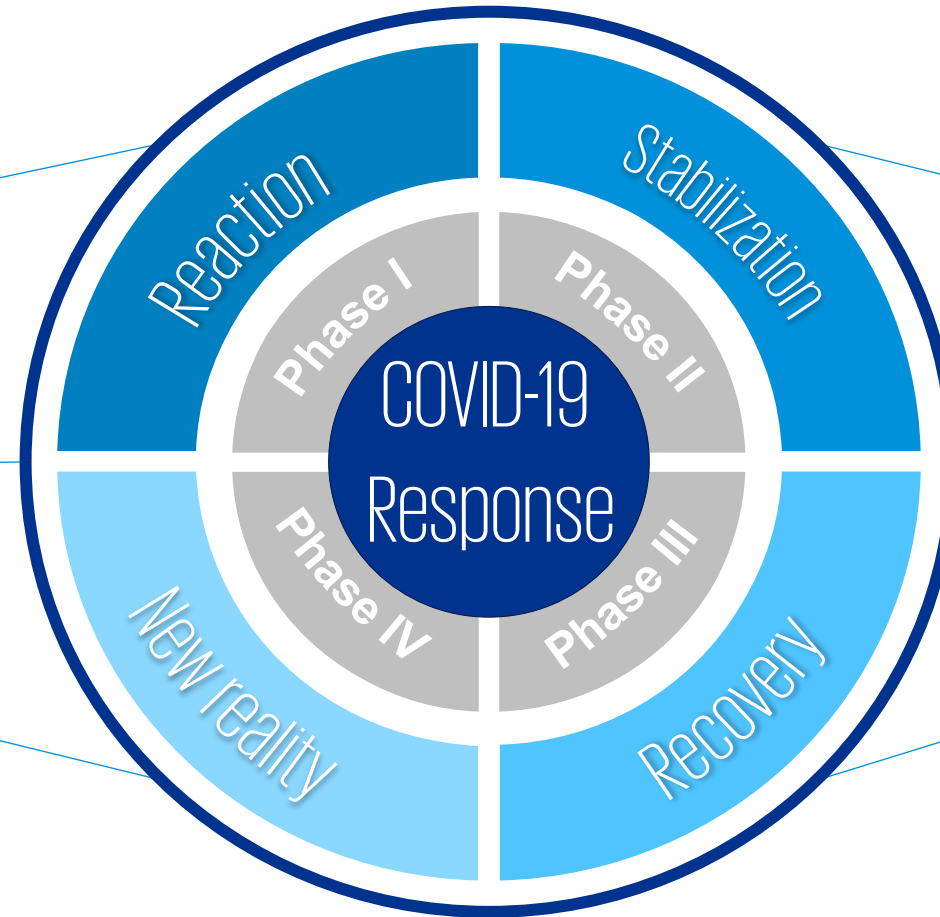 Reaction
Stabilization
Phase I
Phase II
COVID-19
Response
Phase IV
Phase III
New reality
Recovery